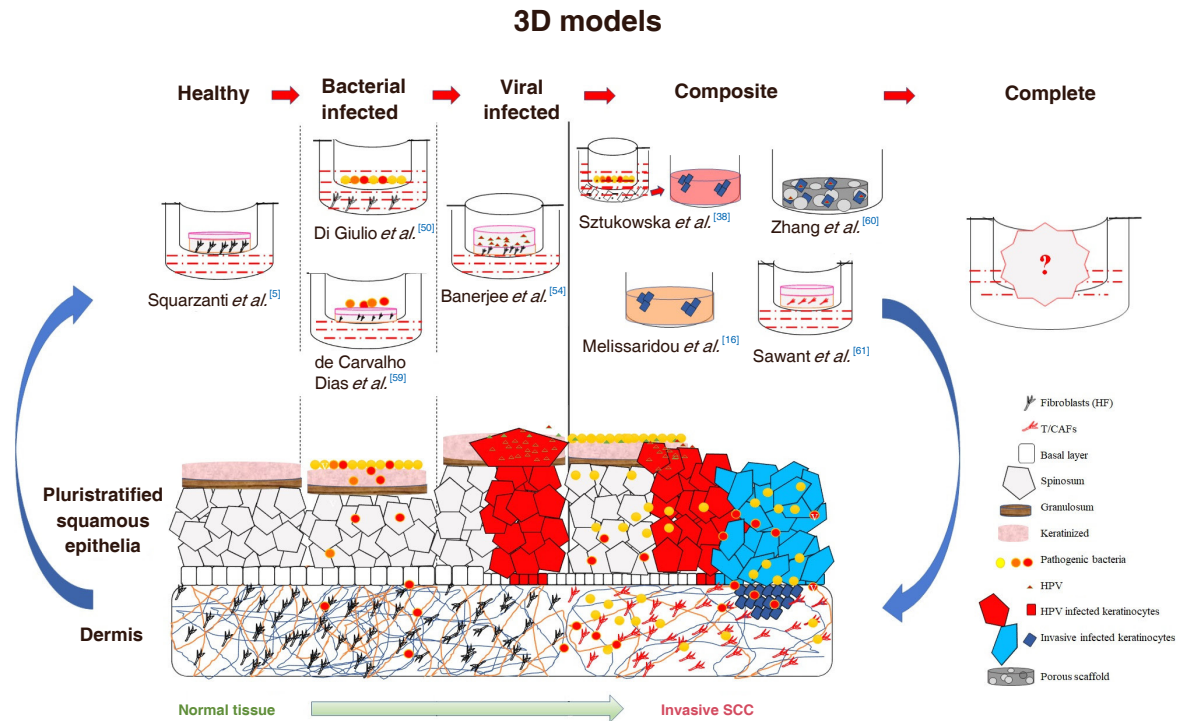 3D models
Healthy
Bacterial
infected
Viral
infected
Composite
Complete
Squarzanti et al.[5]
Di Giulio et al.[50]
de Carvalho
Dias et al.[59]
Banerjee et al.[54]
Sztukowska et al.[38]
Zhang et al.[60]
Melissaridou et al.[16]
Sawant et al.[61]
?
Pluristratified
squamous
epithelia
Dermis
Fibroblasts (HF)
T/CAFs
Basal layer
Spinosum
Granulosum
Keratinized
Pathogenic bacteria
HPV
HPV infected keratinocytes
Invasive infected keratinocytes
Porous scaffold
Normal tissue
Invasive SCC